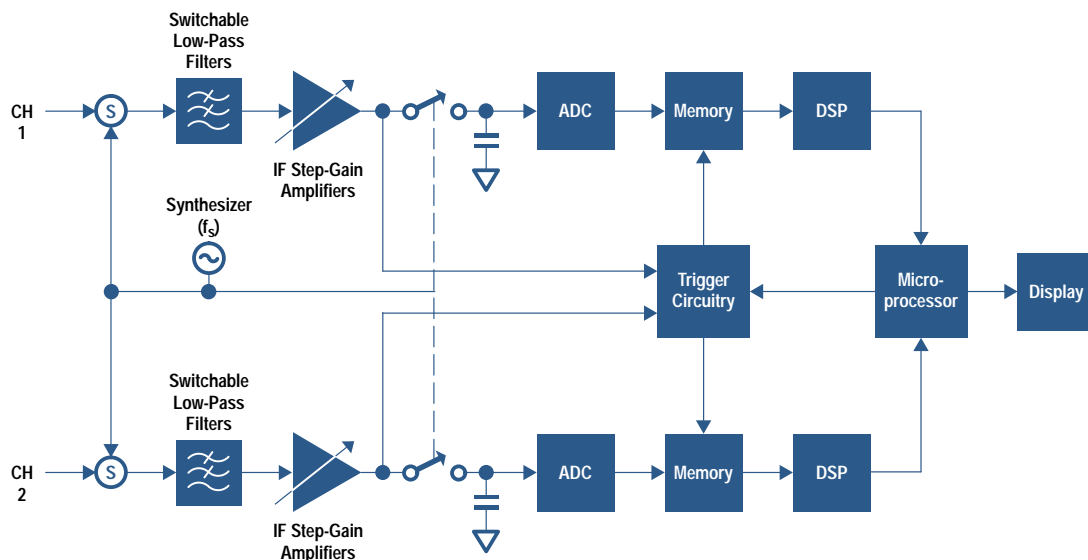 Switchable
Low-Pass
Filters
CH
1
S
IF Step-Gain
Amplifiers
ADC
Memory
DSP
Synthesizer
(fs)
Trigger
Circuitry
Micro-
processor
Display
Switchable
Low-Pass
Filters
CH
2
S
IF Step-Gain
Amplifiers
ADC
Memory
DSP